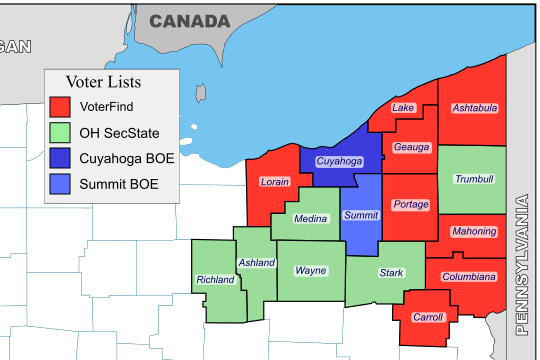 CANADA
GAN
Voter Lists
VoterFind
OH SecState
Cuyahoga BOE
Summit BOE
Lake
Ashtabula
Geauga
Cuyahoga
Lorain
Trumbull
Portage
Medina
Summit
Mahoning
Ashland
Wayne
Stark
Richland
Columbiana
Carroll
PENNSYLVANIA